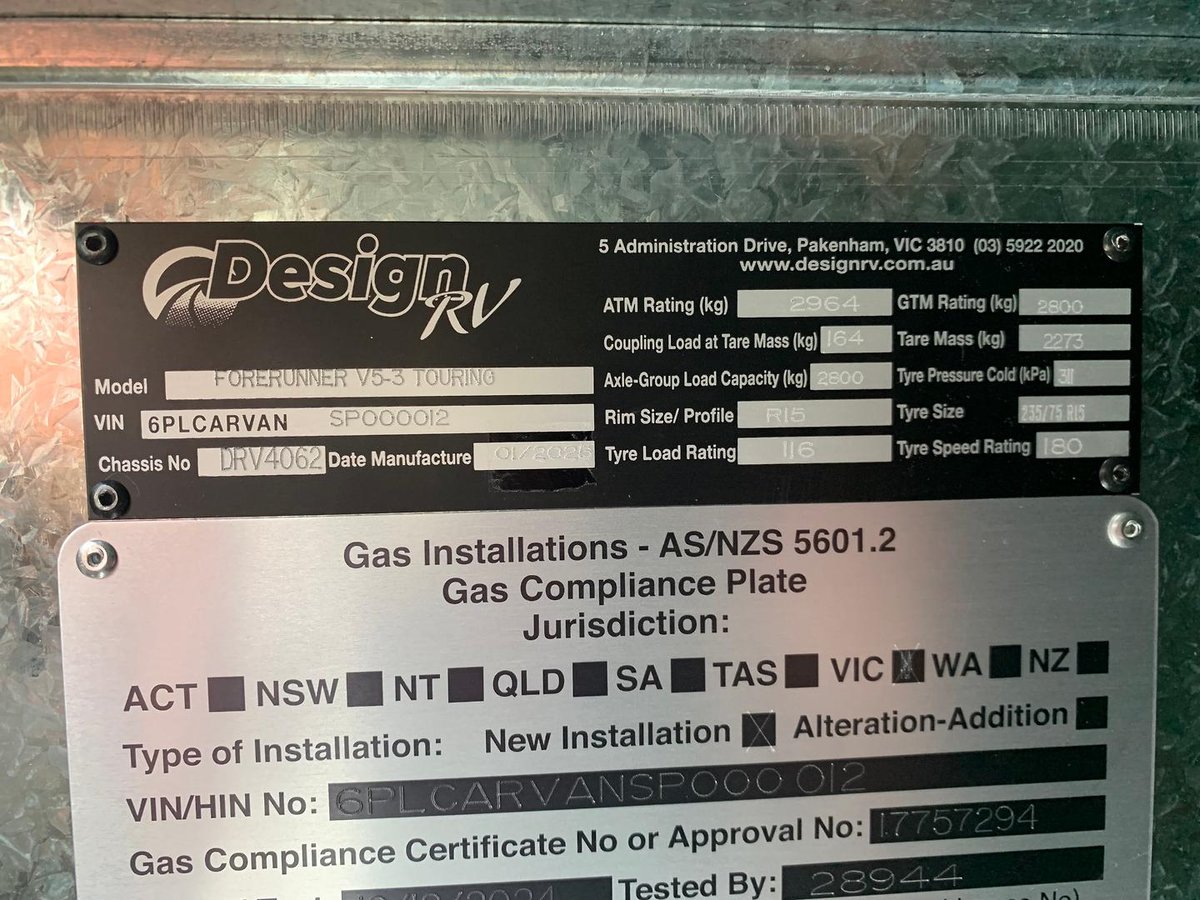 Design RV
5 Administration Drive, Pakenham, VIC 3810 (03) 5922 2020
www.designrv.com.au
ATM Rating (kg) 2964 GTM Rating (kg) 2800
Coupling Load at Tare Mass (kg) 164 Tare Mass (kg) 2273
Model FORERUNNER V5-3 TOURING Axle-Group Load Capacity (kg) 2800 Tyre Pressure Cold (kPa) 311
VIN 6PLCARVAN SP000012 Rim Size/ Profile R15 Tyre Size 235/75 R15
Chassis No DRV4062 Date Manufacture 01/2025 Tyre Load Rating 116 Tyre Speed Rating 180
Gas Installations - AS/NZS 5601.2
Gas Compliance Plate
Jurisdiction:
ACT NSW NT QLD SA TAS VIC X WA NZ
Type of Installation: New Installation X Alteration-Addition
VIN/HIN No: 6PLCARVANSP000 012
Gas Compliance Certificate No or Approval No: 17757294
Tested By: 28944